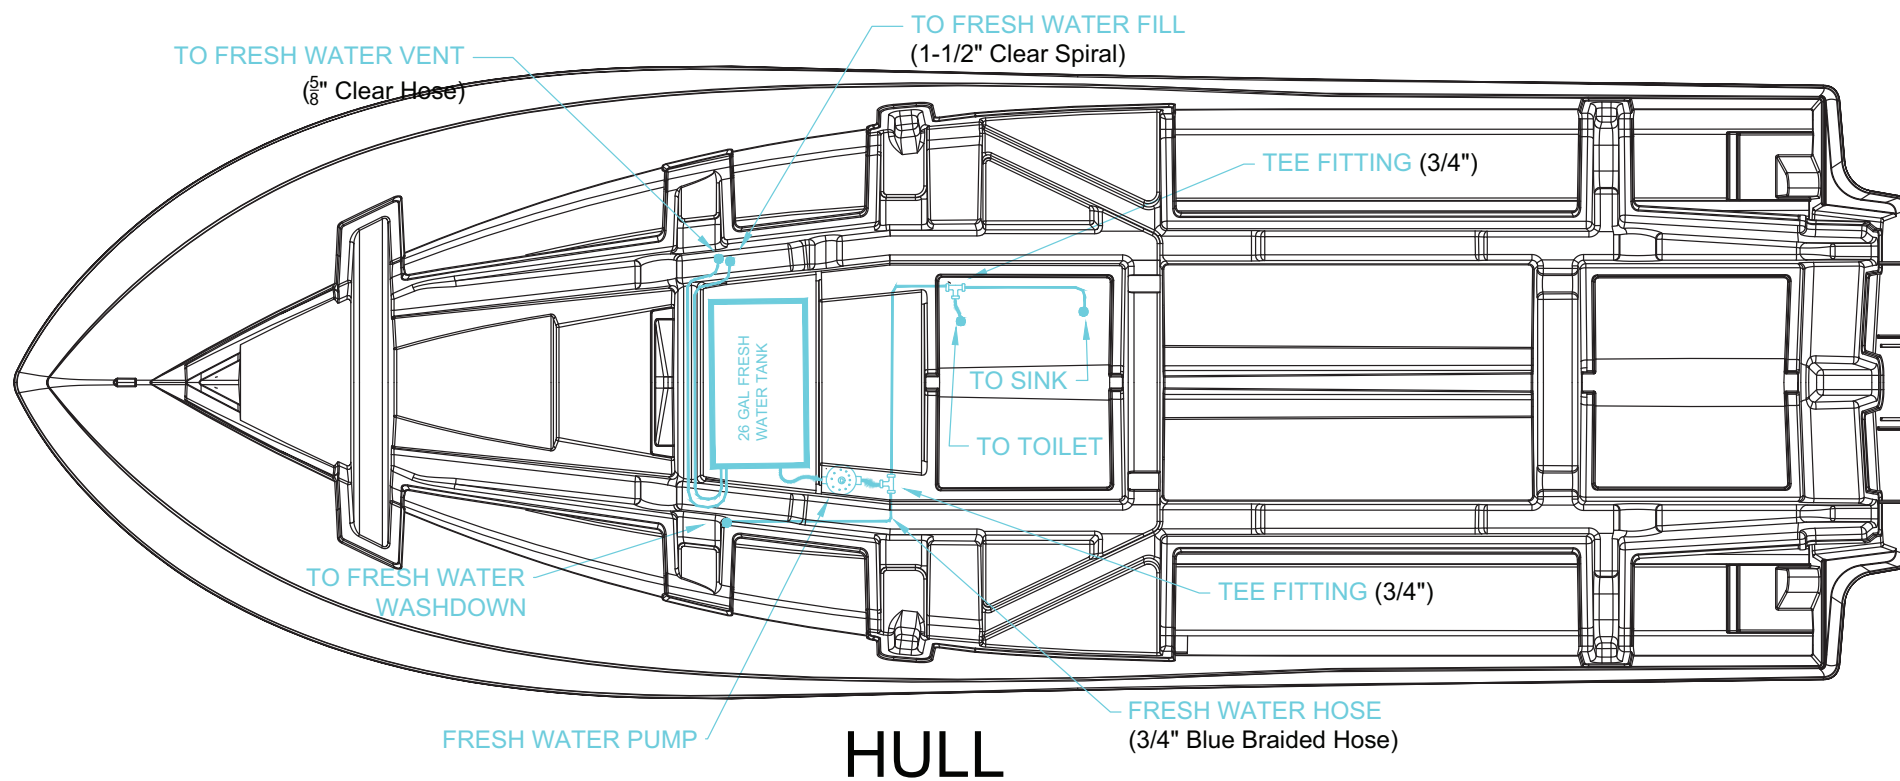 TO FRESH WATER FILL
(1-1/2" Clear Spiral)
TO FRESH WATER VENT
(5/8" Clear Hose)
TEE FITTING (3/4")
26 GAL FRESH
WATER TANK
TO SINK
TO TOILET
TO FRESH WATER
WASHDOWN
TEE FITTING (3/4")
FRESH WATER HOSE
(3/4" Blue Braided Hose)
FRESH WATER PUMP
HULL